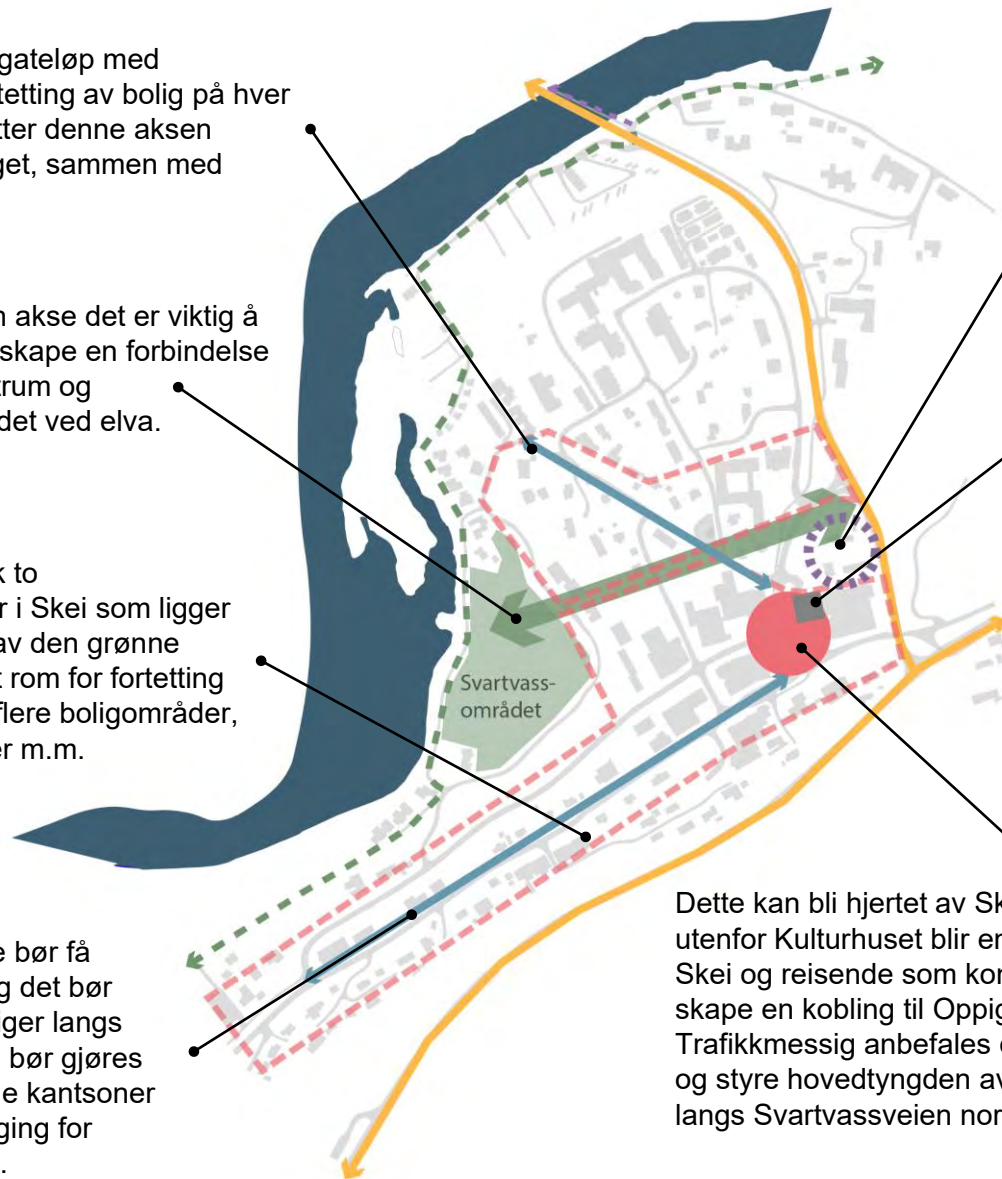 gateløp med
tetting av bolig på hver
tter denne aksen
get, sammen med
akse det er viktig å
skape en forbindelse
trum og
det ved elva.
k to
r i Skei som ligger
av den grønne
t rom for fortetting
flere boligområder,
er m.m.
Svartvass-
området
e bør få
g det bør
iger langs
bør gjøres
e kantsoner
ging for
.
Dette kan bli hjertet av Sk
utenfor Kulturhuset blir en
Skei og reisende som kor
skape en kobling til Oppig
Trafikkmessig anbefales
og styre hovedtyngden av
langs Svartvassveien nor